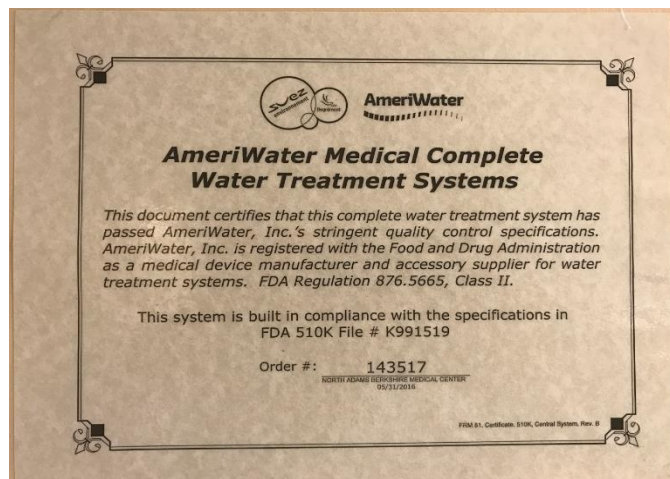 suez
environnement
Degrémont
AmeriWater
AmeriWater Medical Complete
Water Treatment Systems
This document certifies that this complete water treatment system has
passed AmeriWater, Inc.'s stringent quality control specifications.
AmeriWater, Inc. is registered with the Food and Drug Administration
as a medical device manufacturer and accessory supplier for water
treatment systems. FDA Regulation 876.5665, Class II.
This system is built in compliance with the specifications in
FDA 510K File # K991519
Order #: 143517
NORTH ADAMS BERKSHIRE MEDICAL CENTER
05/31/2016
FRM 81, Certificate, 510K, Central System, Rev. B